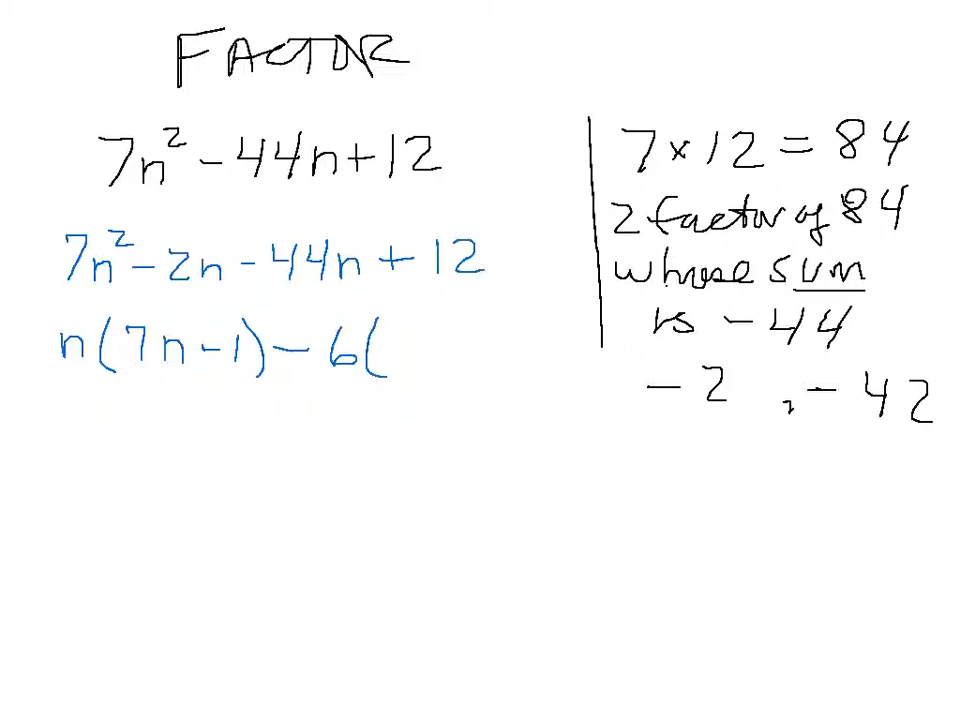 FACTOR
7n² - 44n + 12
7n² - 2n - 44n + 12
n(7n - 1) - 6(
7 × 12 = 84
2 factor of 84
whose sum
is - 44
- 2 , - 42